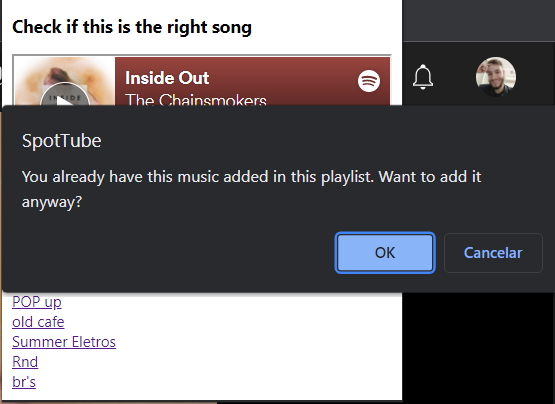 Check if this is the right song
Inside Out
The Chainsmokers
INSIDE
SpotTube
You already have this music added in this playlist. Want to add it
anyway?
OK
Cancelar
POP up
old cafe
Summer Eletros
Rnd
br's